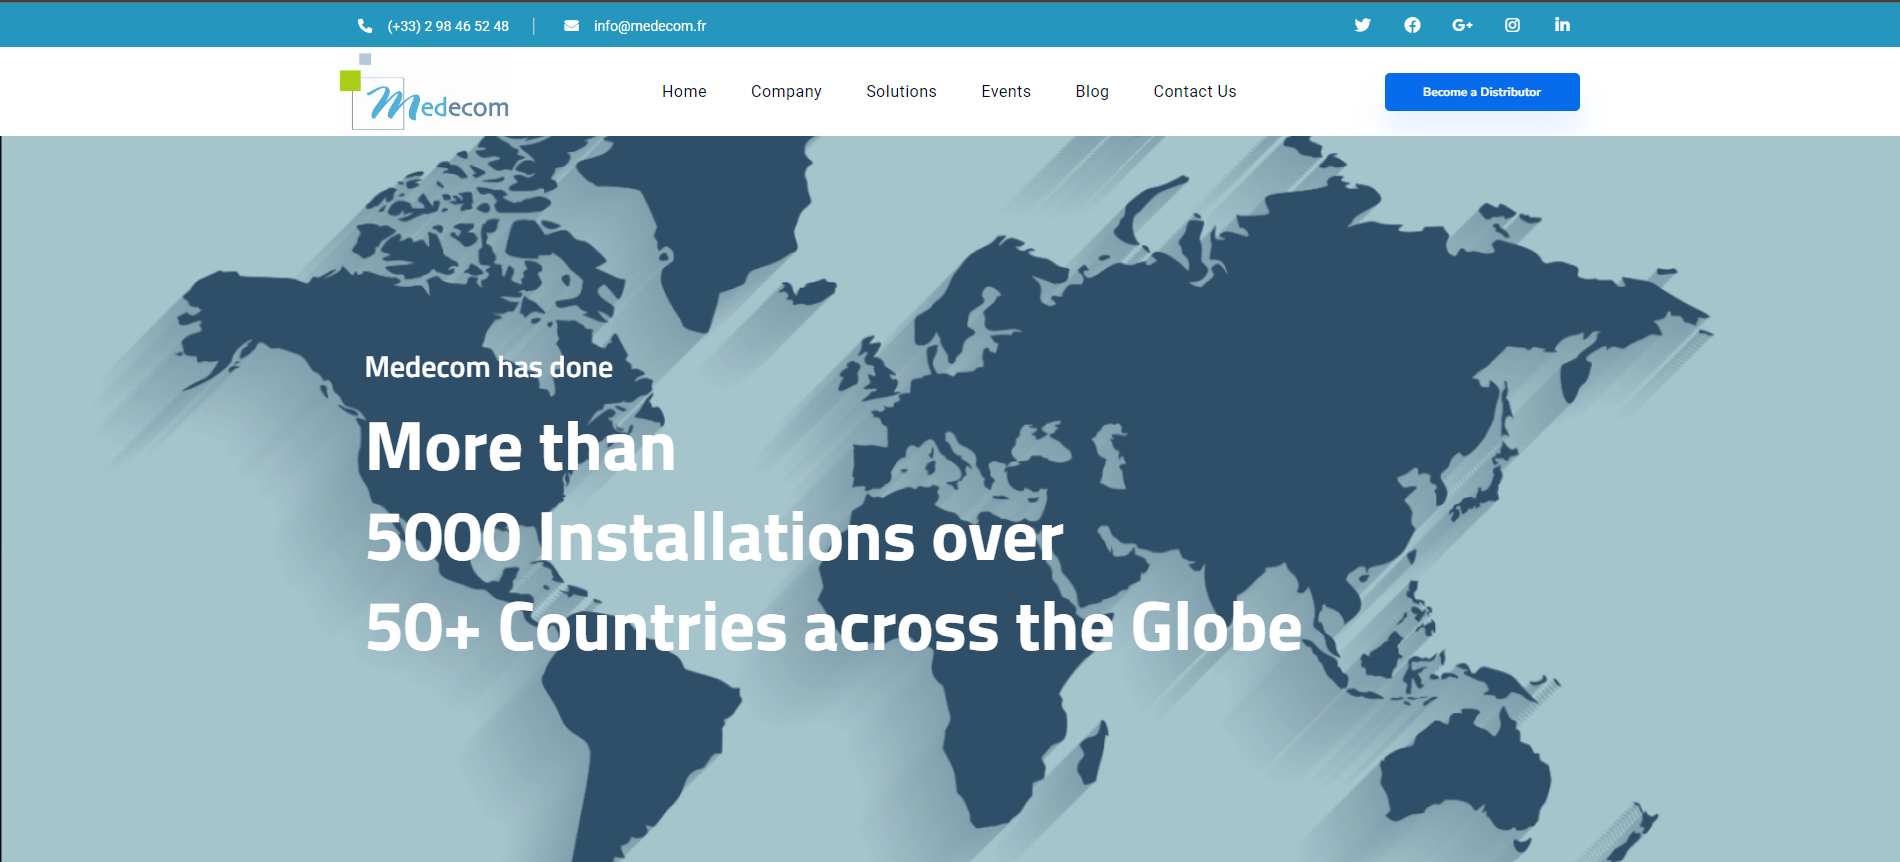 (+33) 2 98 46 52 48 | info@medecom.fr
Medecom
Home Company Solutions Events Blog Contact Us
Become a Distributor
Medecom has done
More than
5000 Installations over
50+ Countries across the Globe